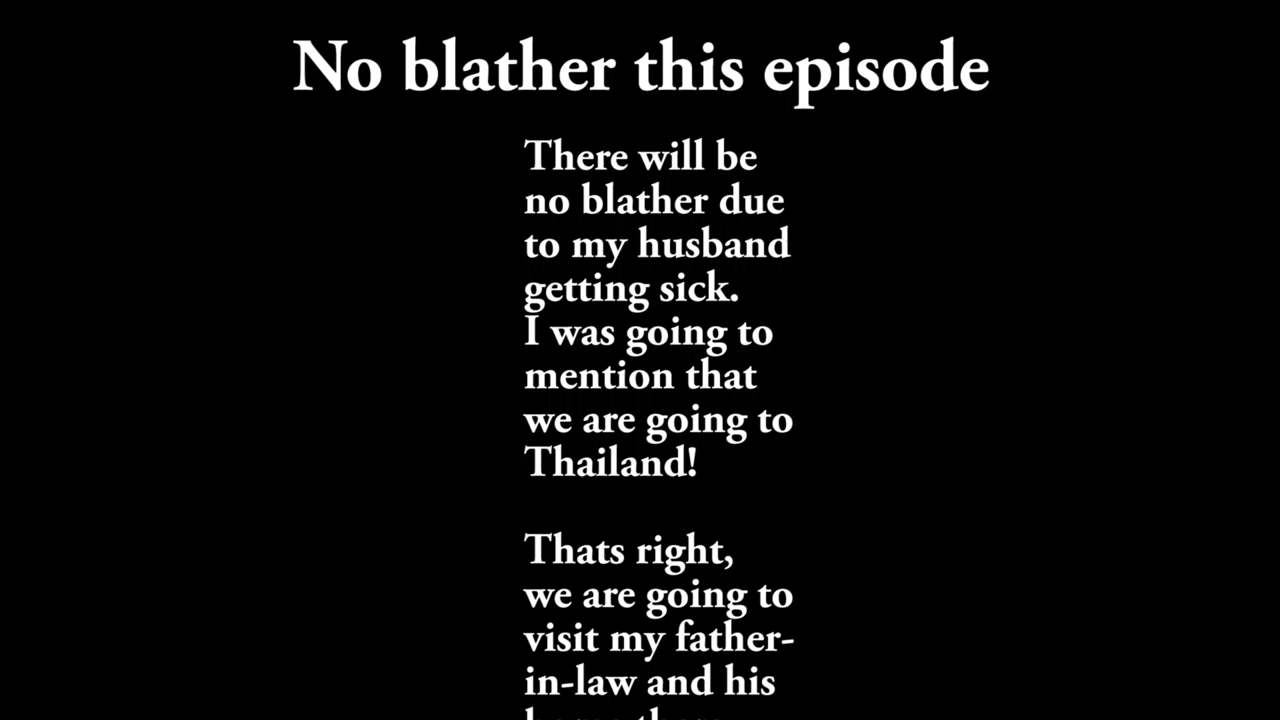 No blather this episode
There will be
no blather due
to my husband
getting sick.
I was going to
mention that
we are going to
Thailand!
Thats right,
we are going to
visit my father-
in-law and his